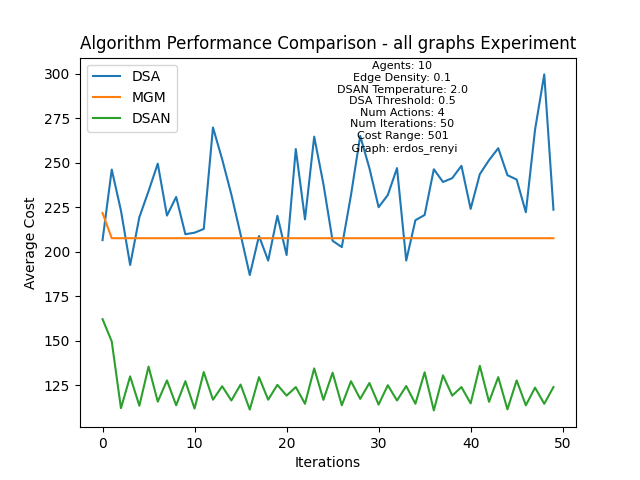 Algorithm Performance Comparison - all graphs Experiment
DSA
MGM
DSAN
Agents: 10
Edge Density: 0.1
DSAN Temperature: 2.0
DSA Threshold: 0.5
Num Actions: 4
Num Iterations: 50
Cost Range: 501
Graph: erdos_renyi
Average Cost
300
275
250
225
200
175
150
125
0 10 20 30 40 50
Iterations